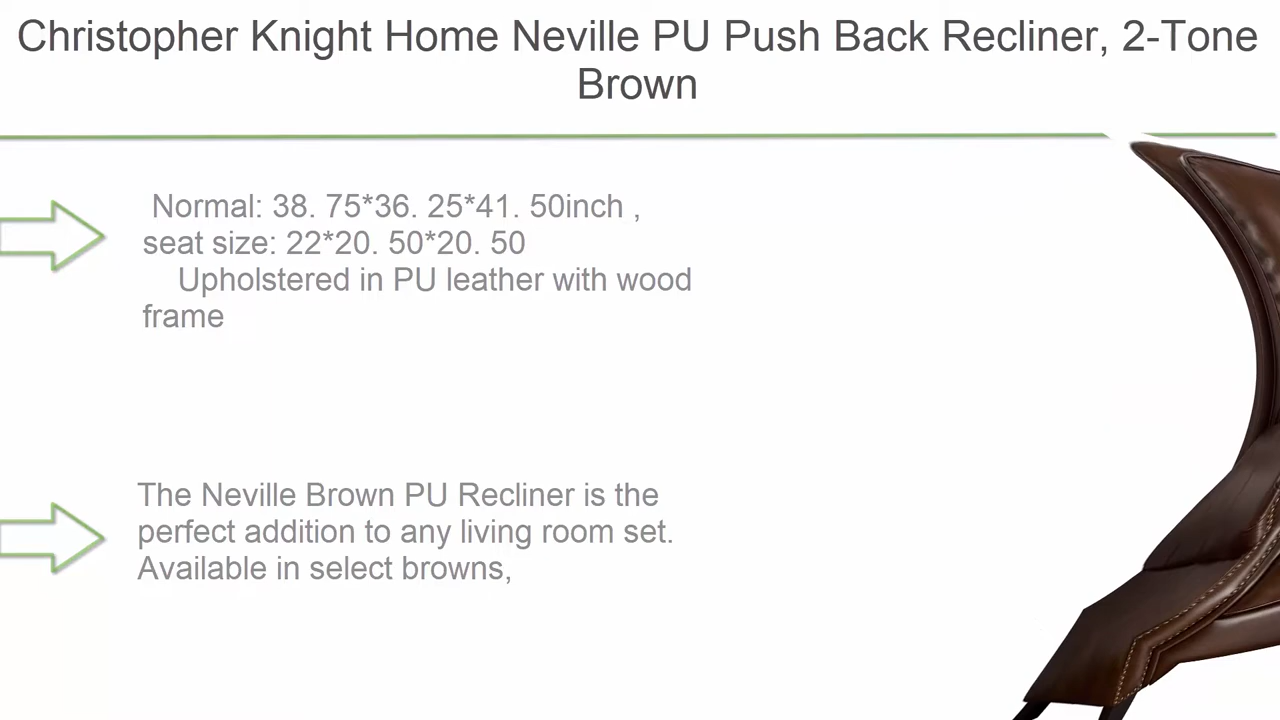 Christopher Knight Home Neville PU Push Back Recliner, 2-Tone
Brown
Normal: 38. 75*36. 25*41. 50inch ,
seat size: 22*20. 50*20. 50
Upholstered in PU leather with wood
frame
The Neville Brown PU Recliner is the
perfect addition to any living room set.
Available in select browns,